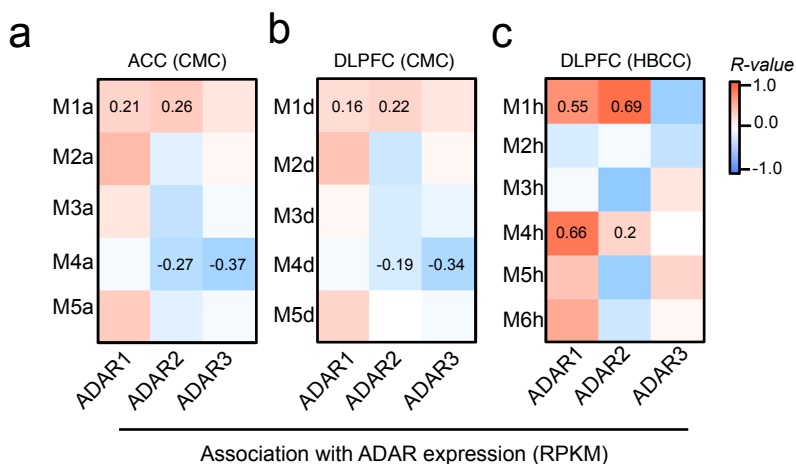 a
b
c
ACC (CMC)
DLPFC (CMC)
DLPFC (HBCC)
R-value
1.0
0.0
-1.0
M1a 0.21 0.26
M2a
M3a
M4a -0.27 -0.37
M5a
ADAR1 ADAR2 ADAR3
M1d 0.16 0.22
M2d
M3d
M4d -0.19 -0.34
M5d
ADAR1 ADAR2 ADAR3
M1h 0.55 0.69
M2h
M3h
M4h 0.66 0.2
M5h
M6h
ADAR1 ADAR2 ADAR3
Association with ADAR expression (RPKM)